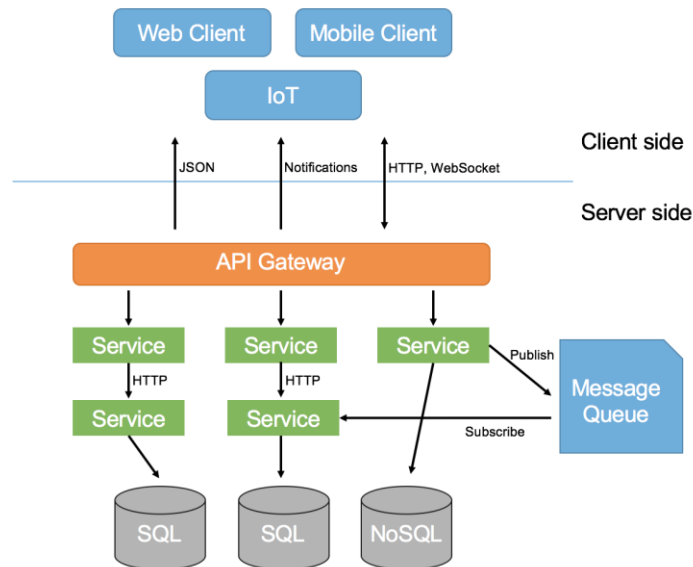 Web Client
Mobile Client
IoT
Client side
JSON
Notifications
HTTP, WebSocket
Server side
API Gateway
Service
Service
Service
Publish
HTTP
HTTP
Message
Queue
Service
Service
Subscribe
SQL
SQL
NoSQL